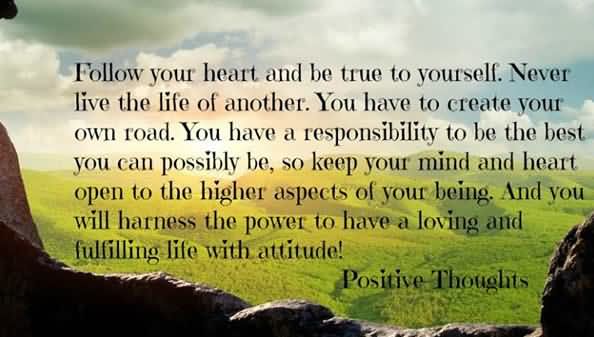 Follow your heart and be true to yourself. Never
live the life of another. You have to create your
own road. You have a responsibility to be the best
you can possibly be, so keep your mind and heart
open to the higher aspects of your being. And you
will harness the power to have a loving and
fulfilling life with attitude!
Positive Thoughts